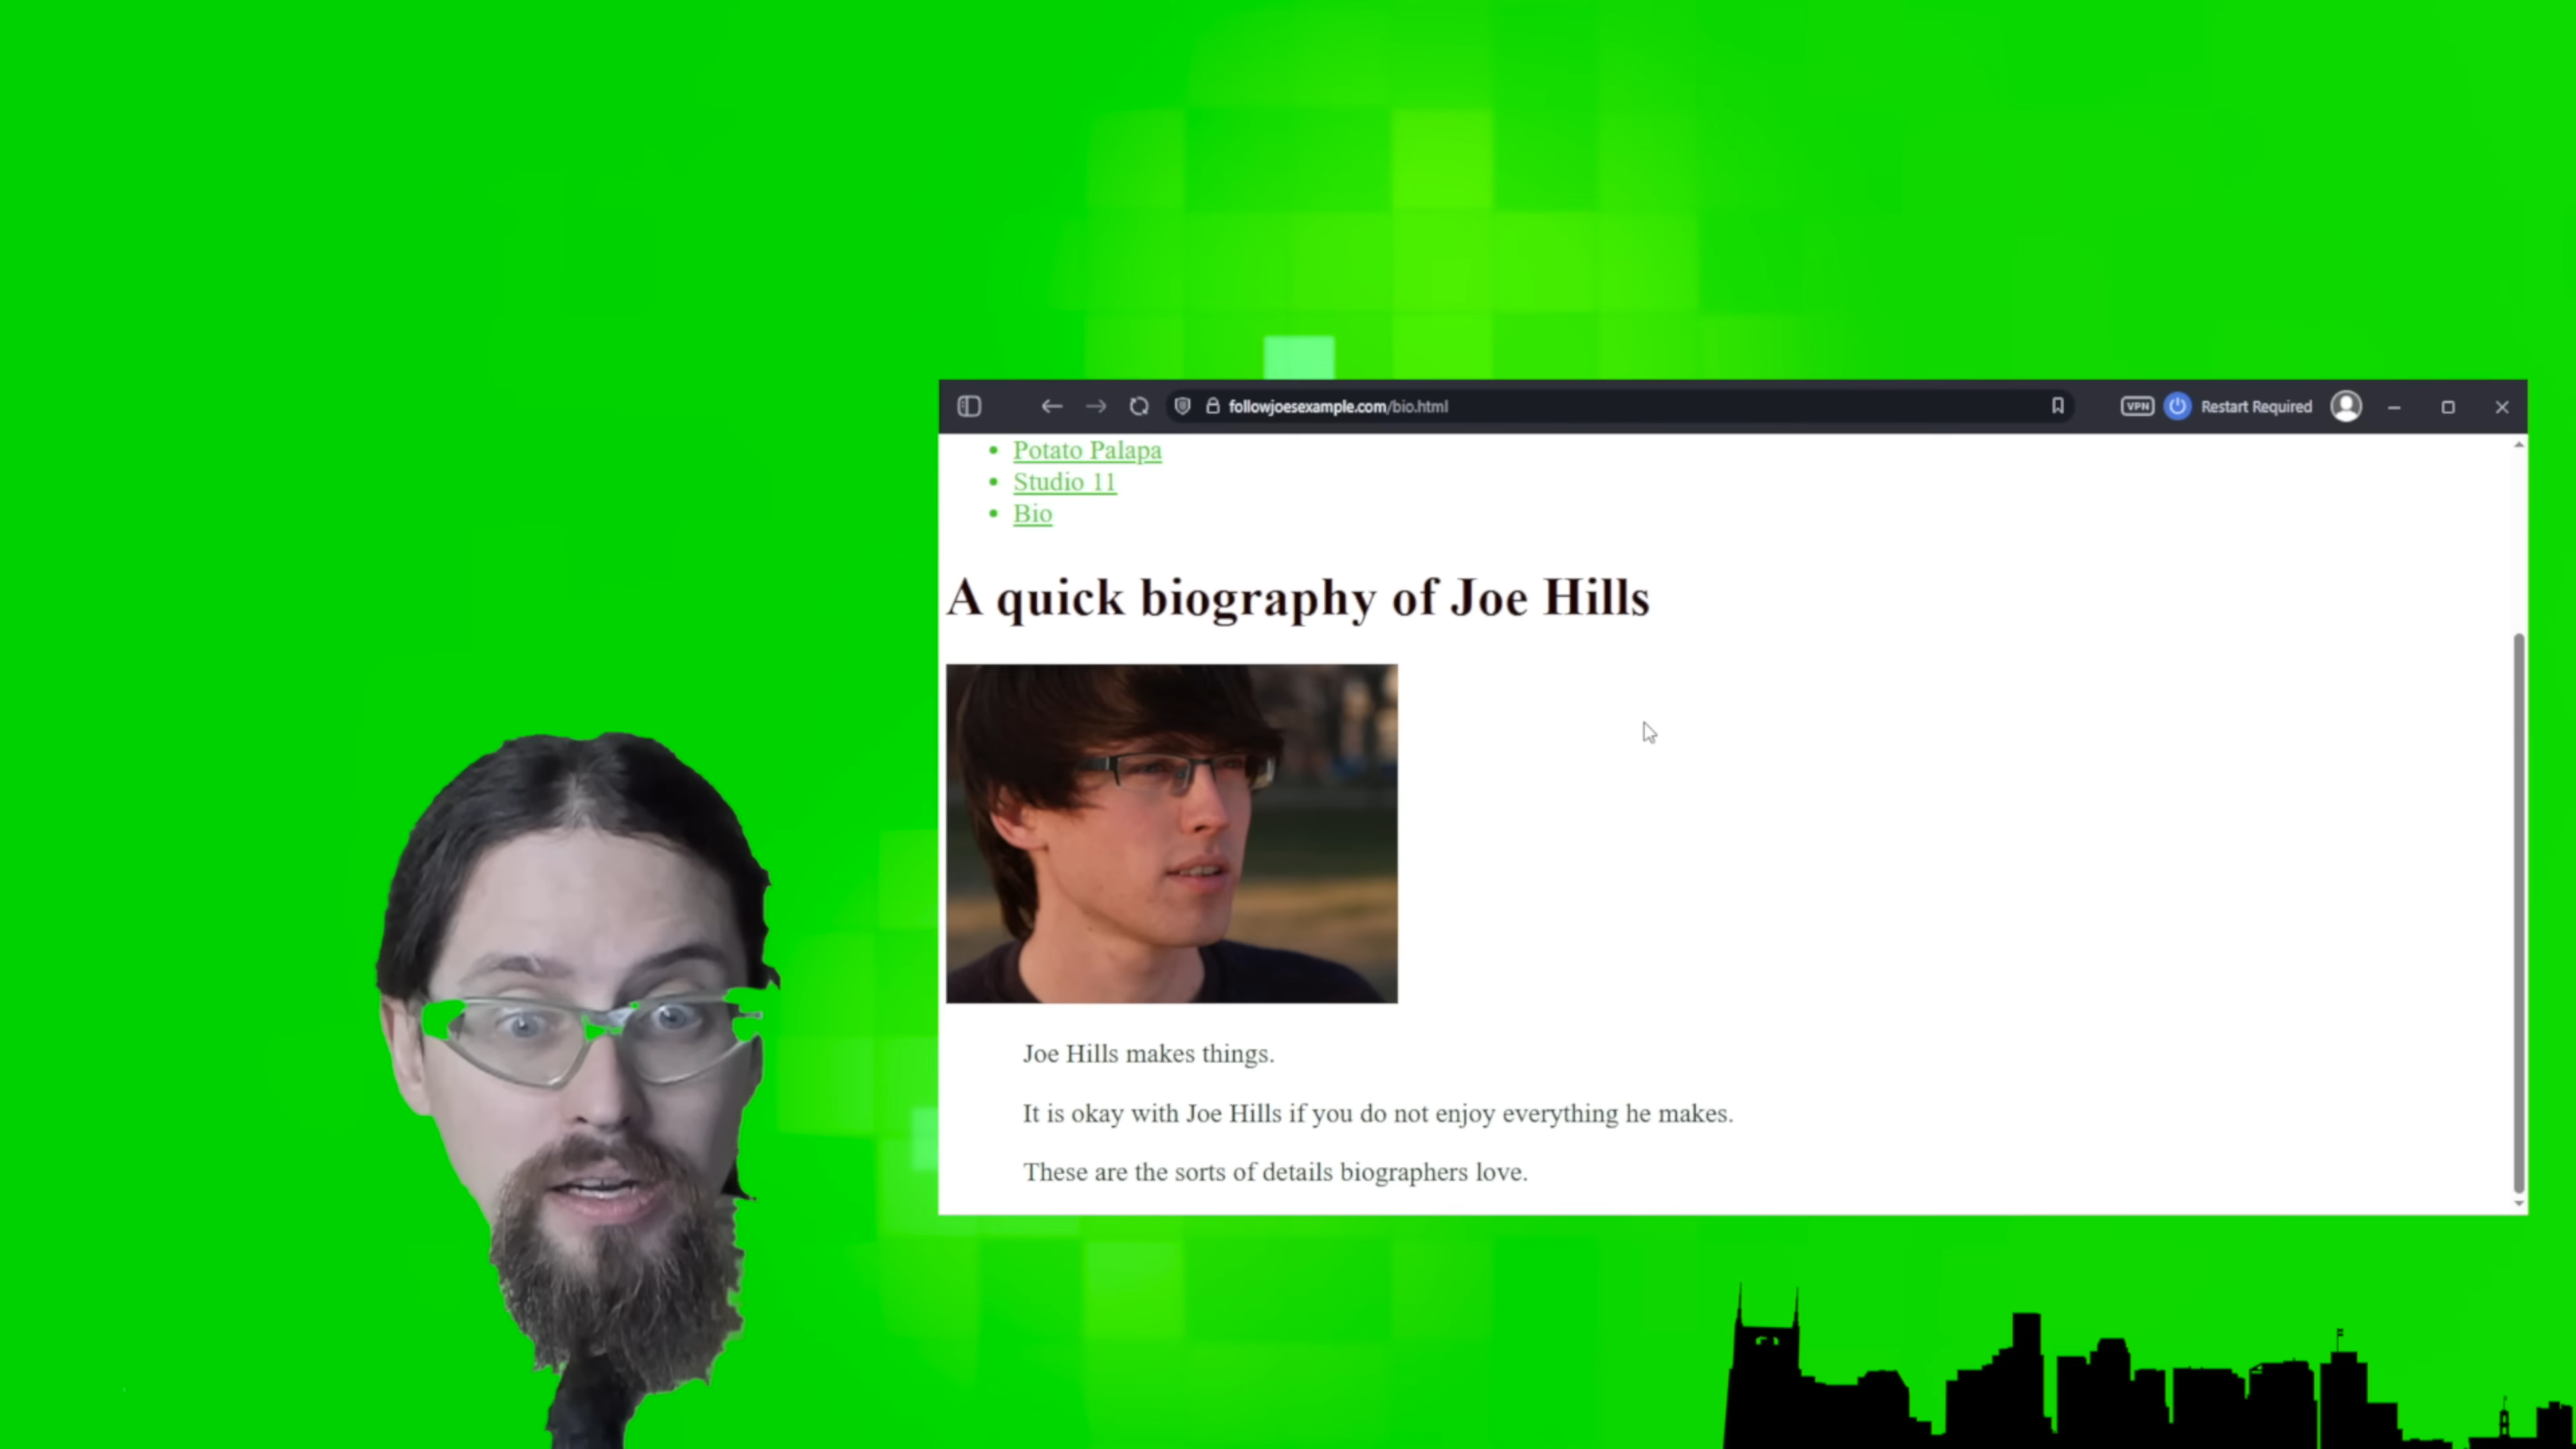 followjoesexample.com/bio.html
VPN
Restart Required
Potato Palapa
Studio 11
Bio
A quick biography of Joe Hills
Joe Hills makes things.
It is okay with Joe Hills if you do not enjoy everything he makes.
These are the sorts of details biographers love.